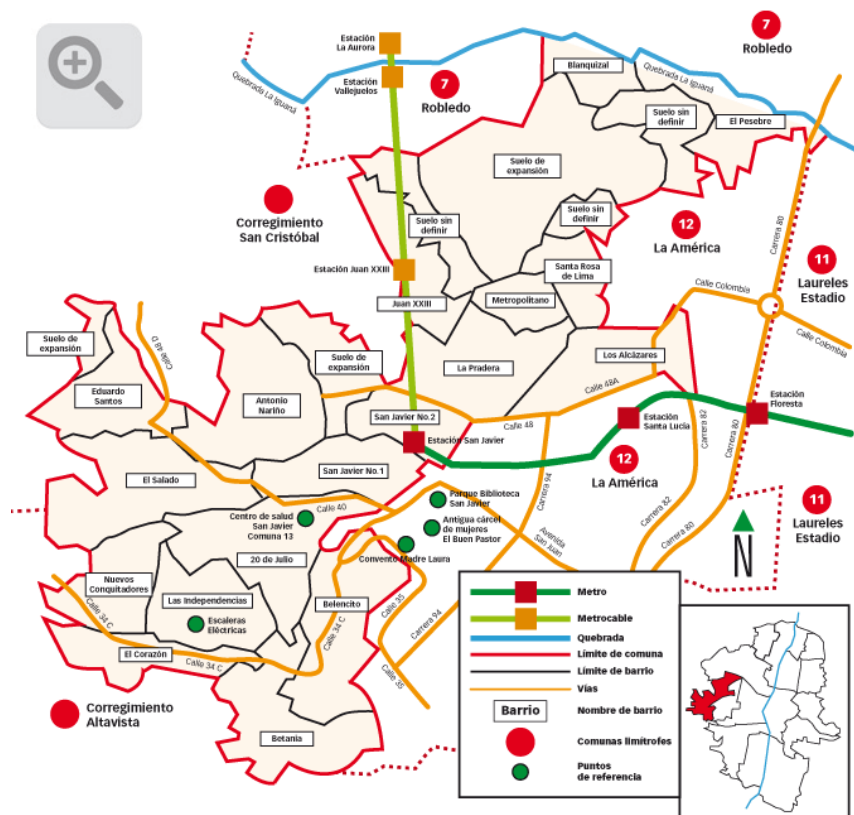 Estación
La Aurora
7
Robledo
Quebrada La Iguaná
Estación
Vallejuelos
7
Robledo
Blanquizal
Quebrada La Iguaná
Suelo sin
definir
El Pesebre
Suelo de
expansión
Corregimiento
San Cristóbal
Suelo sin
definir
Suelo sin
definir
12
La América
Carrera 80
11
Laureles
Estadio
Estación Juan XXIII
Santa Rosa
de Lima
Juan XXIII
Metropolitano
Calle Colombia
Calle Colombia
Suelo de
expansión
Calle 48 D
Suelo de
expansión
La Pradera
Los Alcázares
Eduardo
Santos
Antonio
Nariño
Calle 48A
Estación
Floresta
San Javier No.2
Calle 48
Estación
Santa Lucía
Carrera 82
Carrera 80
Estación San Javier
12
La América
El Salado
San Javier No.1
Carrera 94
Parque Biblioteca
San Javier
11
Laureles
Estadio
Calle 40
Centro de salud
San Javier
Comuna 13
Antigua cárcel
de mujeres
El Buen Pastor
Avenida
San Juan
Carrera 82
Carrera 80
N
Convento Madre Laura
20 de Julio
Nuevos
Conquitadores
Las Independencias
Belencito
Calle 35
Carrera 94
Calle 34 C
Escaleras
Eléctricas
Calle 34 C
El Corazón
Calle 34 C
Calle 35
Corregimiento
Altavista
Betania
Metro
Metrocable
Quebrada
Límite de comuna
Límite de barrio
Vías
Barrio
Nombre de barrio
Comunas limítrofes
Puntos
de referencia